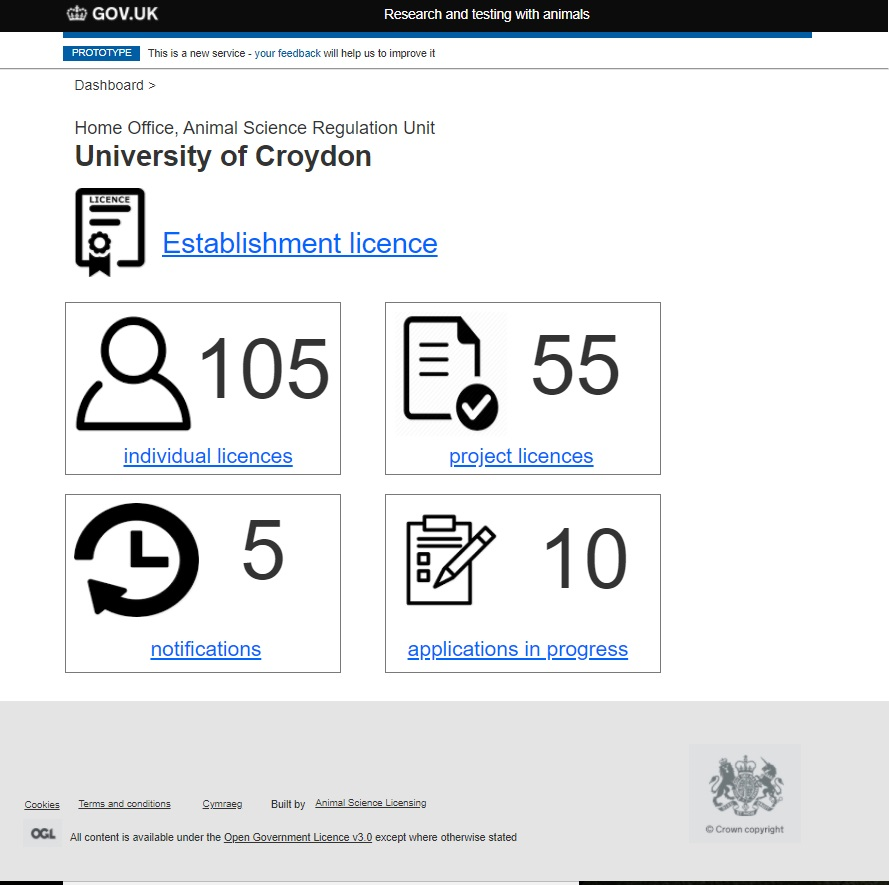 GOV.UK
Research and testing with animals
PROTOTYPE This is a new service - your feedback will help us to improve it
Dashboard >
Home Office, Animal Science Regulation Unit
University of Croydon
LICENCE
Establishment licence
105
individual licences
55
project licences
5
notifications
10
applications in progress
Cookies Terms and conditions Cymraeg Built by Animal Science Licensing
OGL All content is available under the Open Government Licence v3.0 except where otherwise stated
© Crown copyright